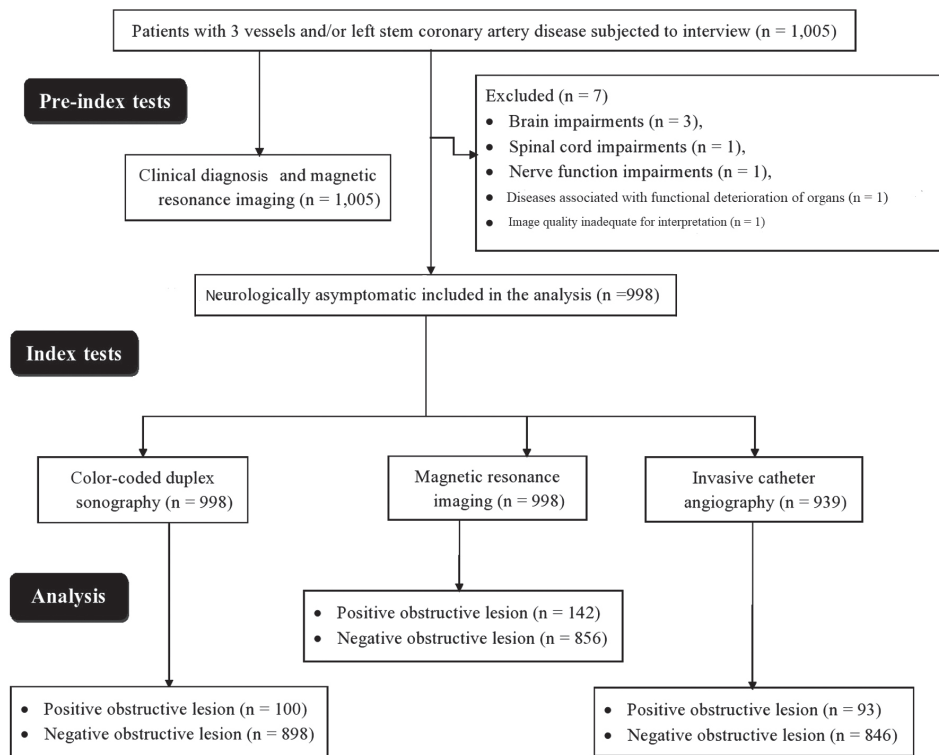 Patients with 3 vessels and/or left stem coronary artery disease subjected to interview (n = 1,005)
Pre-index tests
Excluded (n = 7)
• Brain impairments (n = 3),
• Spinal cord impairments (n = 1),
• Nerve function impairments (n = 1),
• Diseases associated with functional deterioration of organs (n = 1)
• Image quality inadequate for interpretation (n = 1)
Clinical diagnosis and magnetic
resonance imaging (n = 1,005)
Neurologically asymptomatic included in the analysis (n =998)
Index tests
Color-coded duplex
sonography (n = 998)
Magnetic resonance
imaging (n = 998)
Invasive catheter
angiography (n = 939)
Analysis
• Positive obstructive lesion (n = 142)
• Negative obstructive lesion (n = 856)
• Positive obstructive lesion (n = 100)
• Negative obstructive lesion (n = 898)
• Positive obstructive lesion (n = 93)
• Negative obstructive lesion (n = 846)